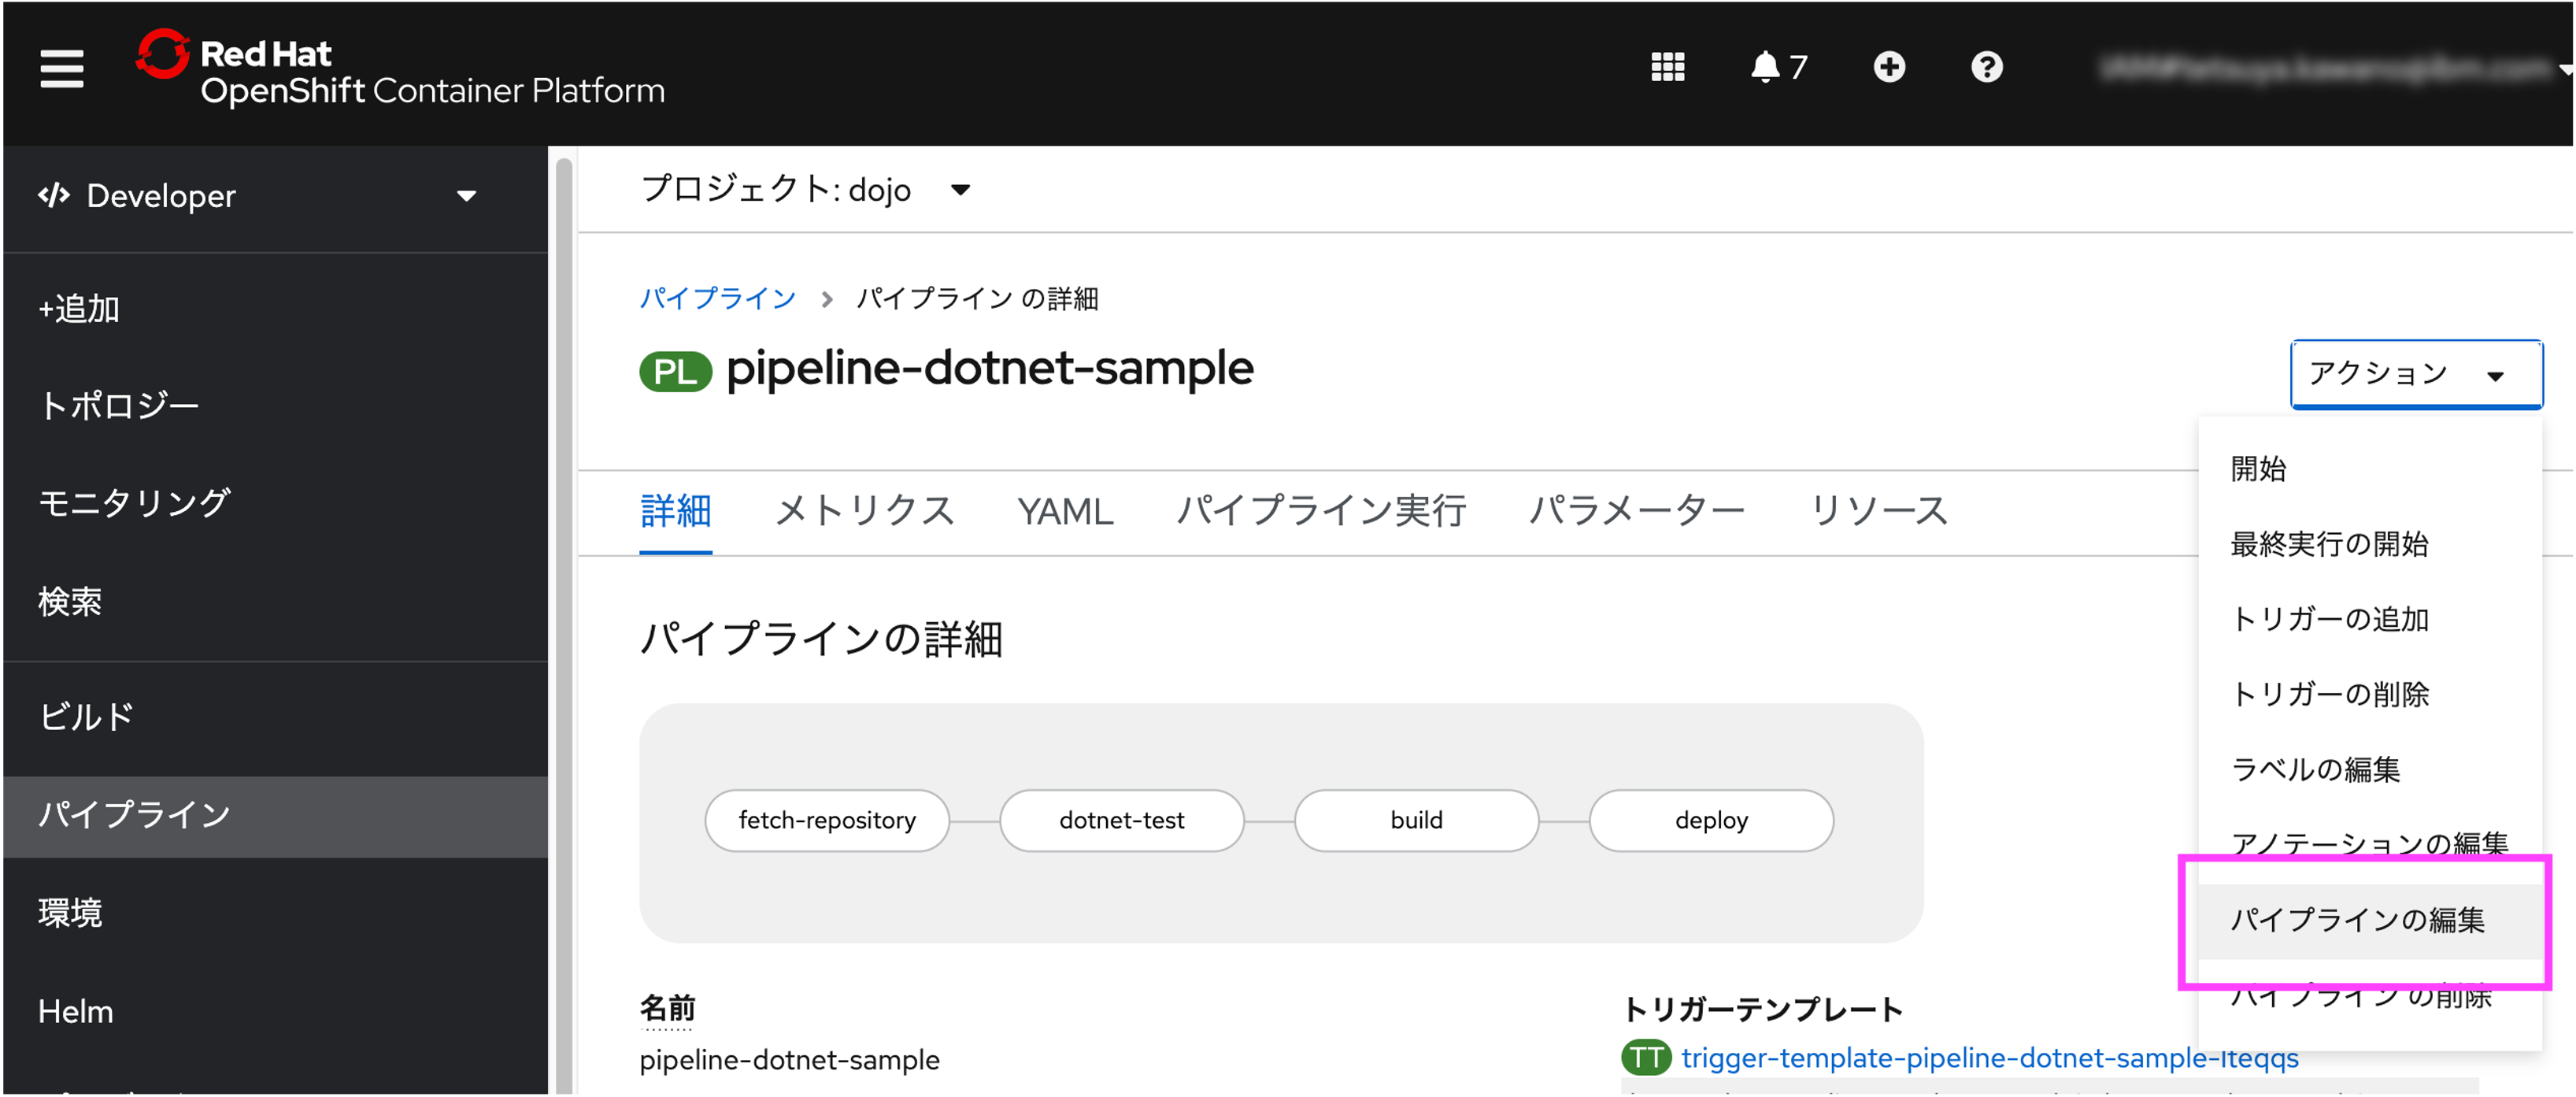 Red Hat
OpenShift Container Platform
7
Developer
+追加
トポロジー
モニタリング
検索
ビルド
パイプライン
環境
Helm
プロジェクト: dojo
パイプライン > パイプライン の詳細
PL pipeline-dotnet-sample
アクション
開始
最終実行の開始
トリガーの追加
トリガーの削除
ラベルの編集
アノテーションの編集
パイプラインの編集
パイプライン の削除
詳細 メトリクス YAML パイプライン実行 パラメーター リソース
パイプラインの詳細
fetch-repository dotnet-test build deploy
名前
pipeline-dotnet-sample
トリガーテンプレート
TT trigger-template-pipeline-dotnet-sample-lteqqs